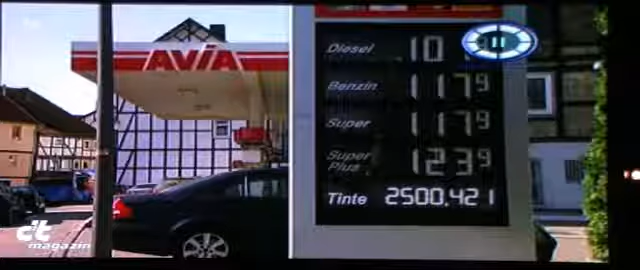 AVIA
Diesel 10
Benzin 117⁹
Super 117⁹
Super Plus 123⁹
Tinte 2500.421
c't magazin